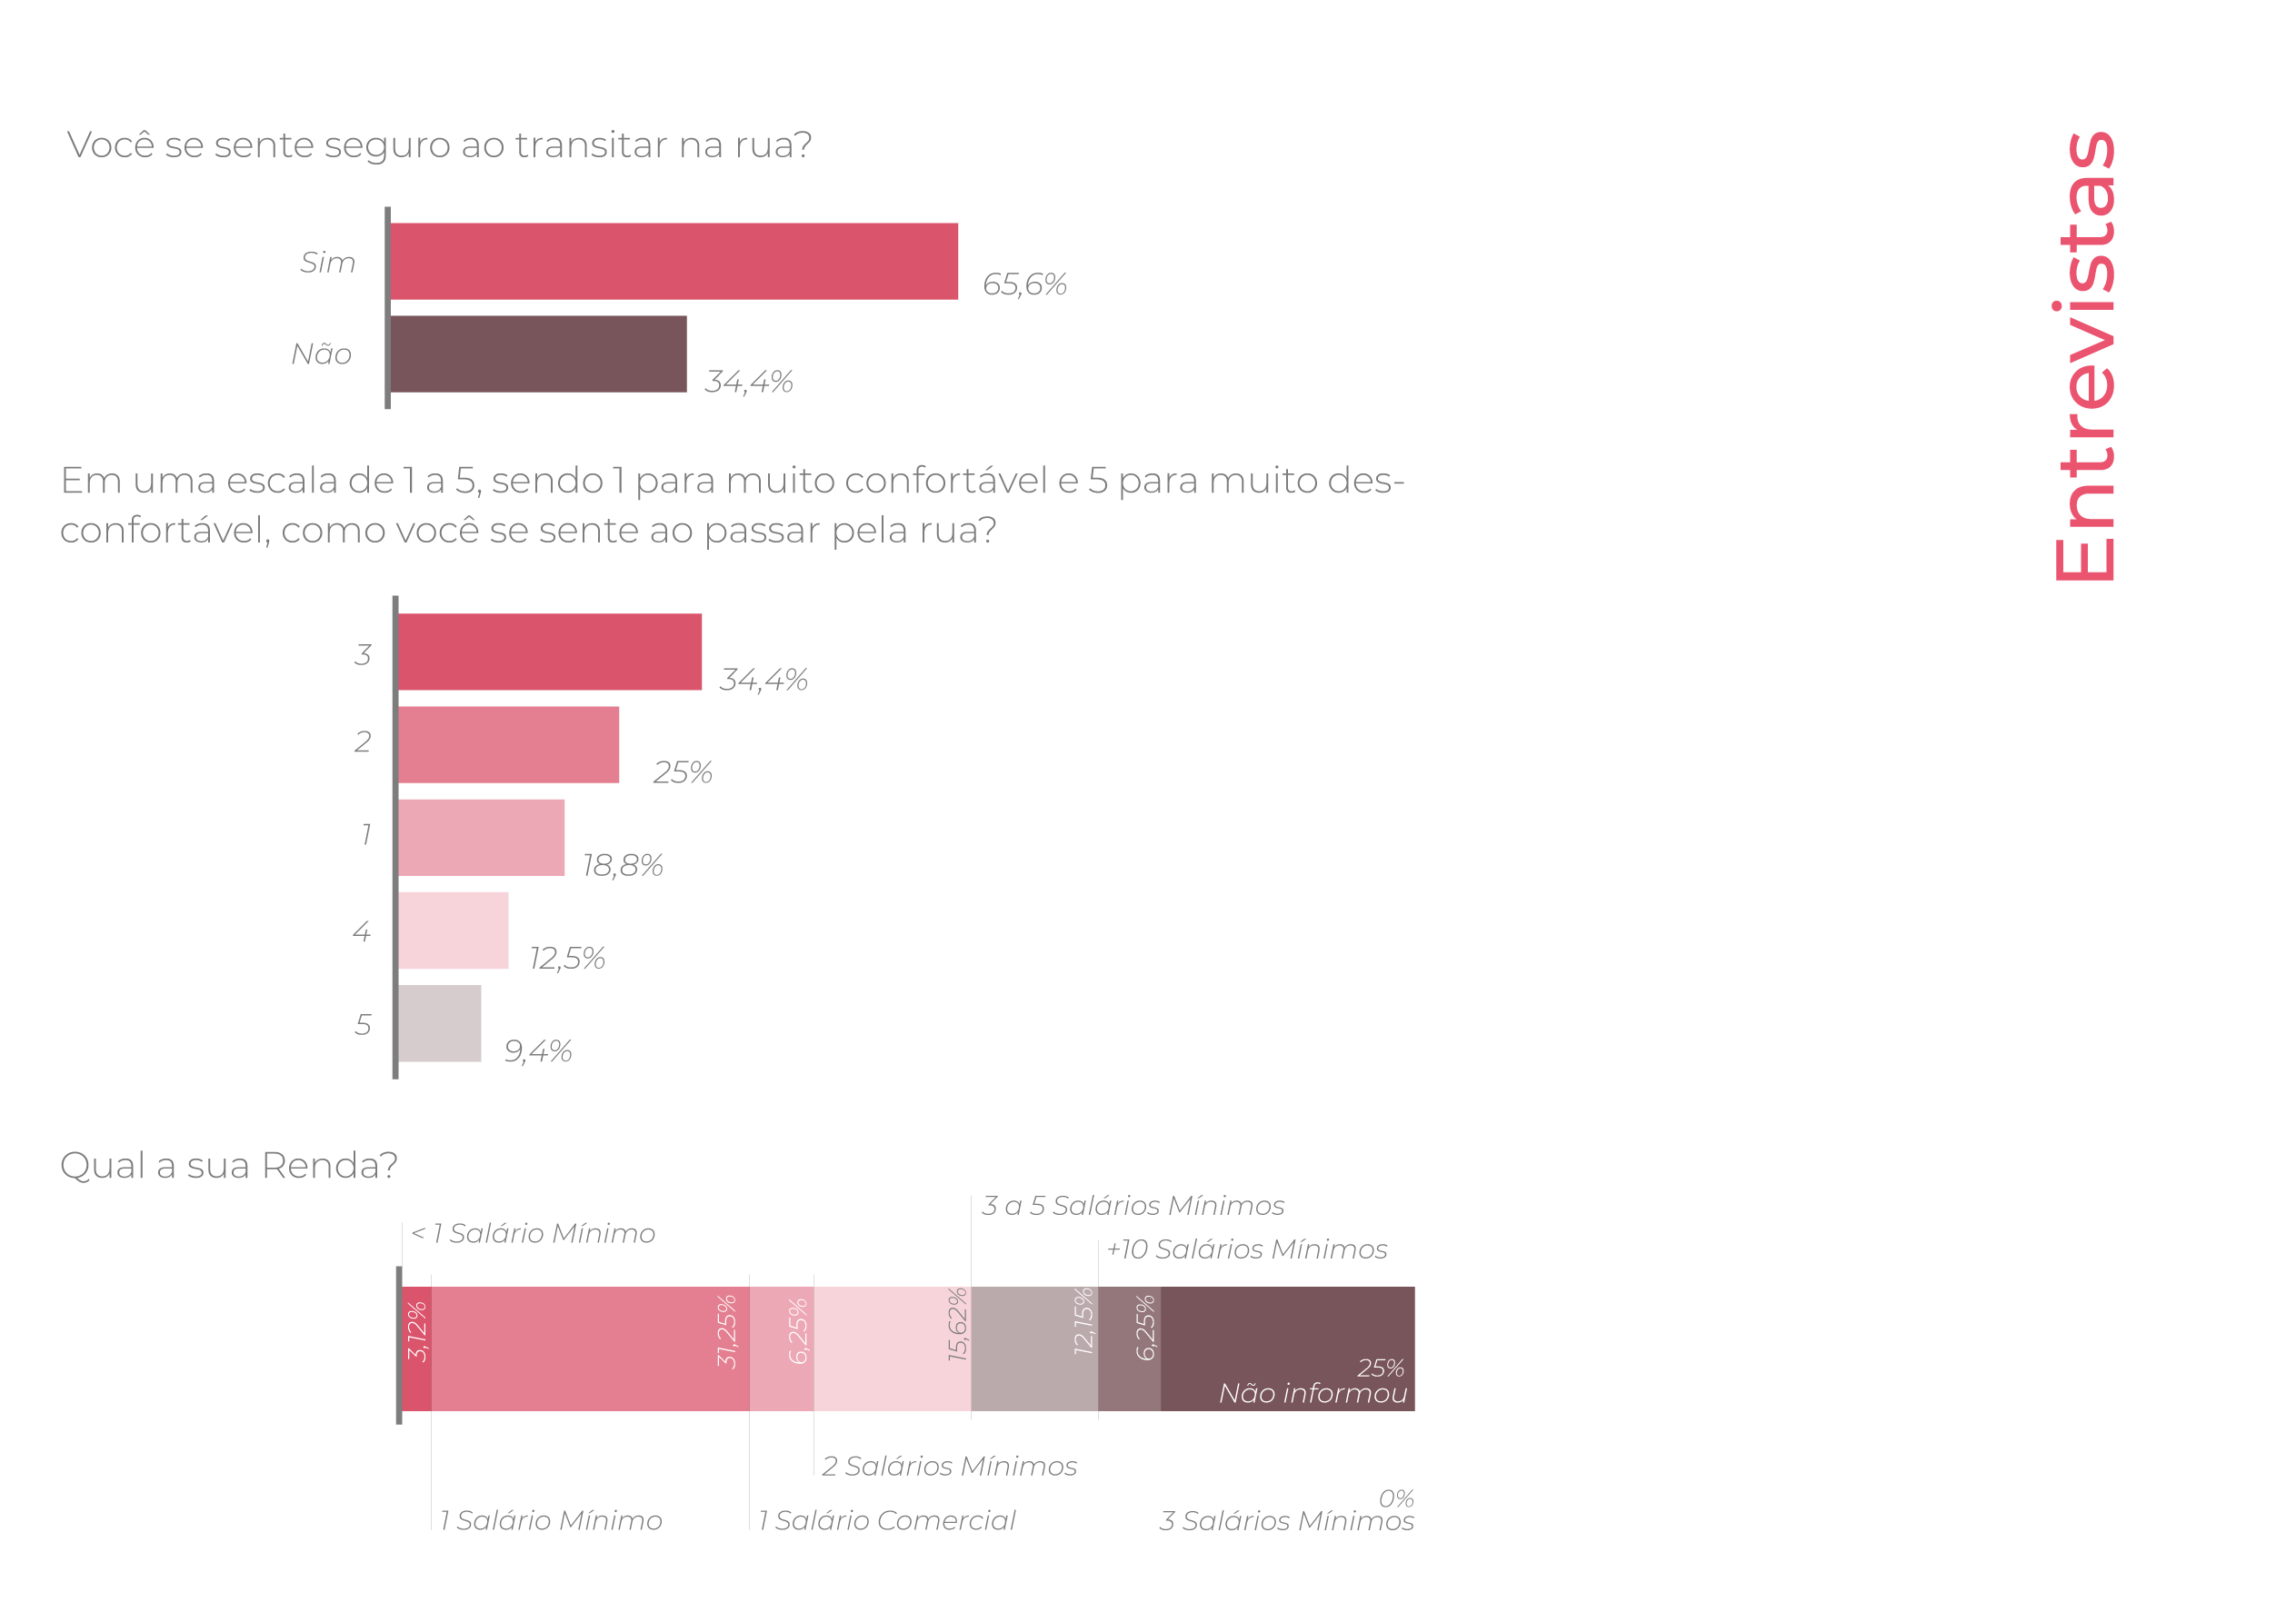 Entrevistas
Você se sente seguro ao transitar na rua?
Sim
65,6%
Não
34,4%
Em uma escala de 1 a 5, sendo 1 para muito confortável e 5 para muito des-
confortável, como você se sente ao passar pela rua?
3
34,4%
2
25%
1
18,8%
4
12,5%
5
9,4%
Qual a sua Renda?
3 a 5 Salários Mínimos
< 1 Salário Mínimo
+10 Salários Mínimos
3,12%
31,25%
6,25%
15,62%
12,15%
6,25%
25%
Não informou
2 Salários Mínimos
0%
1 Salário Mínimo
1 Salário Comercial
3 Salários Mínimos